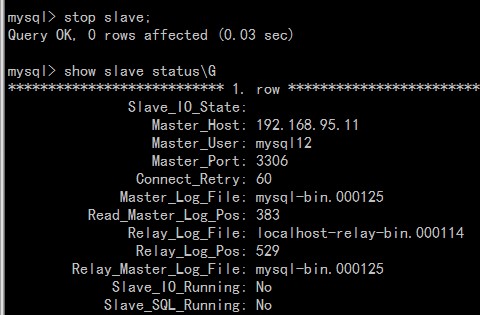 mysql> stop slave;
Query OK, 0 rows affected (0.03 sec)
mysql> show slave status\G
*************************** 1. row ************************
Slave_IO_State:
Master_Host: 192.168.95.11
Master_User: mysql12
Master_Port: 3306
Connect_Retry: 60
Master_Log_File: mysql-bin.000125
Read_Master_Log_Pos: 383
Relay_Log_File: localhost-relay-bin.000114
Relay_Log_Pos: 529
Relay_Master_Log_File: mysql-bin.000125
Slave_IO_Running: No
Slave_SQL_Running: No